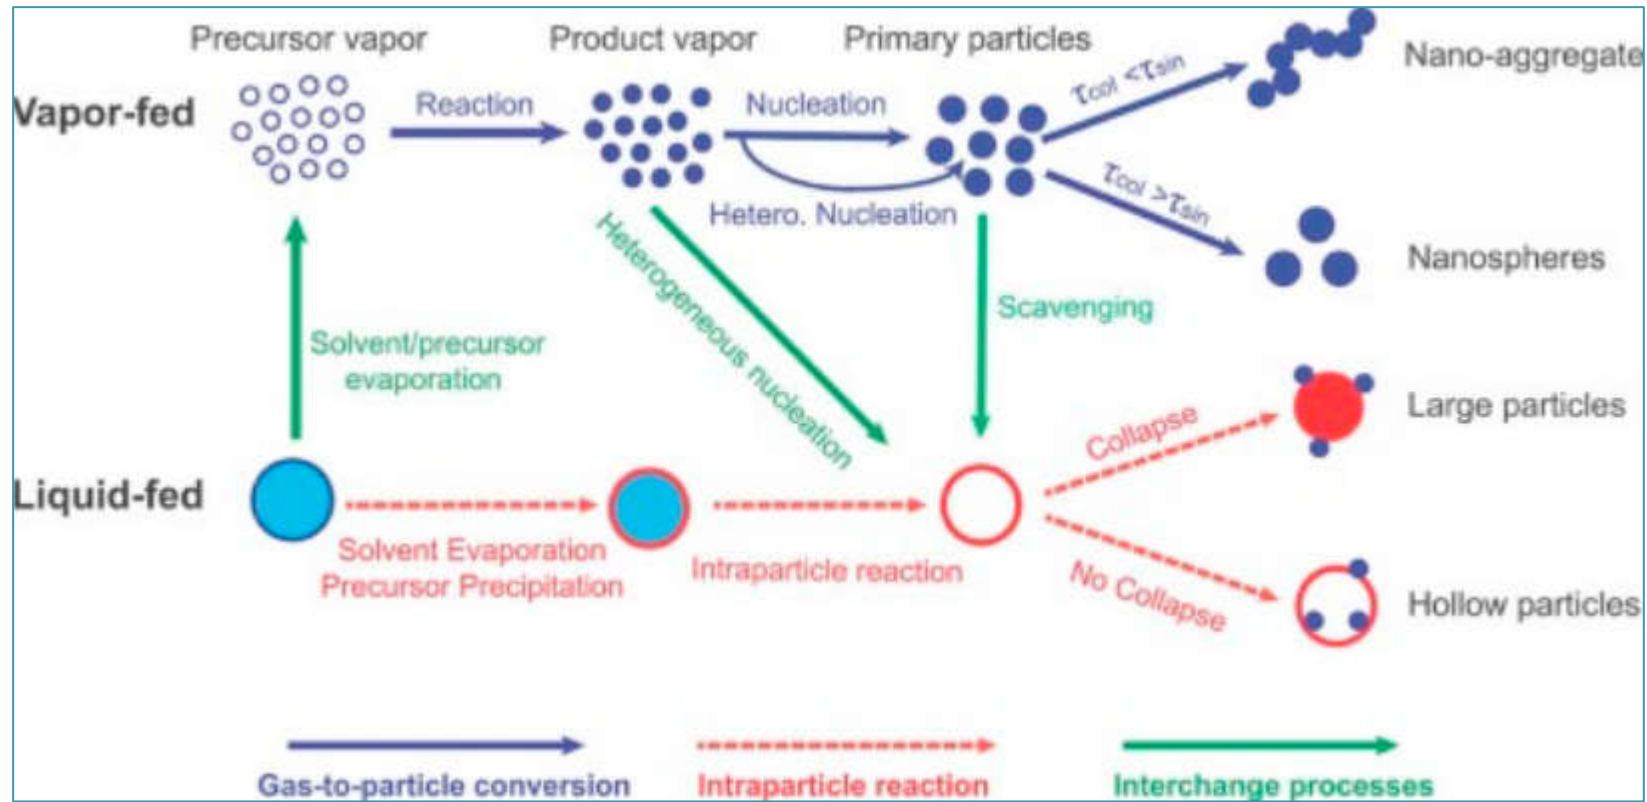 Precursor vapor
Product vapor
Primary particles
Nano-aggregate
Vapor-fed
Reaction
Nucleation
τcol <τsin
Hetero. Nucleation
τcol >τsin
Nanospheres
Heterogeneous nucleation
Scavenging
Solvent/precursor
evaporation
Large particles
Collapse
Liquid-fed
Solvent Evaporation
Precursor Precipitation
Intraparticle reaction
No Collapse
Hollow particles
Gas-to-particle conversion
Intraparticle reaction
Interchange processes